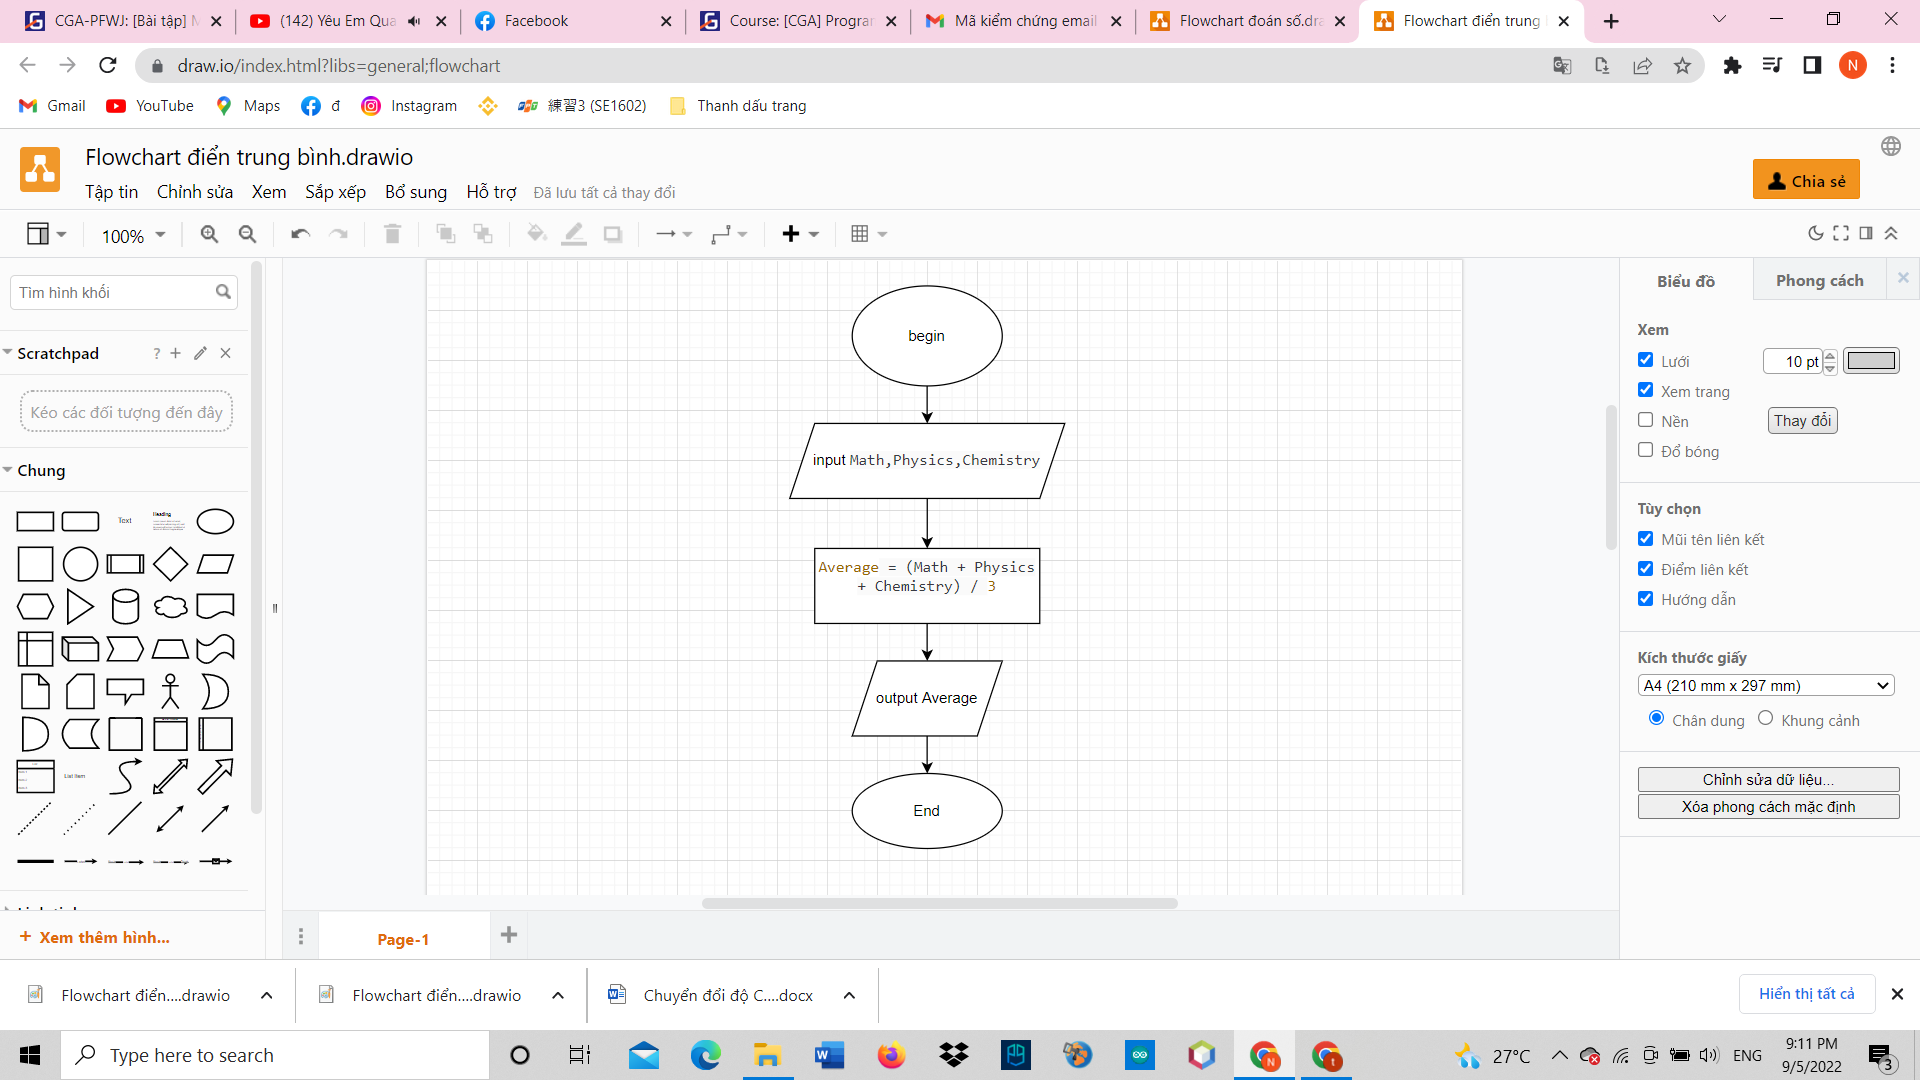 CGA-PFWJ: [Bài tập] M
(142) Yêu Em Qua
Facebook
Course: [CGA] Progran
Mã kiểm chứng email
Flowchart đoán số.dra
Flowchart điển trung
draw.io/index.html?libs=general;flowchart
N
Gmail
YouTube
Maps
đ
Instagram
練習3 (SE1602)
Thanh dấu trang
Flowchart điển trung bình.drawio
Tập tin Chỉnh sửa Xem Sắp xếp Bổ sung Hỗ trợ Đã lưu tất cả thay đổi
Chia sẻ
100%
Tìm hình khối
Scratchpad
?
Kéo các đối tượng đến đây
Chung
Text
Heading
List Item
Xem thêm hình...
begin
input Math,Physics,Chemistry
Average = (Math + Physics
+ Chemistry) / 3
output Average
End
Page-1
Biểu đồ
Phong cách
Xem
Lưới
10 pt
Xem trang
Nền
Thay đổi
Đổ bóng
Tùy chọn
Mũi tên liên kết
Điểm liên kết
Hướng dẫn
Kích thước giấy
A4 (210 mm x 297 mm)
Chân dung
Khung cảnh
Chỉnh sửa dữ liệu...
Xóa phong cách mặc định
Flowchart điển....drawio
Flowchart điển....drawio
Chuyển đổi độ C....docx
Hiển thị tất cả
Type here to search
27°C
ENG
9:11 PM
9/5/2022
3